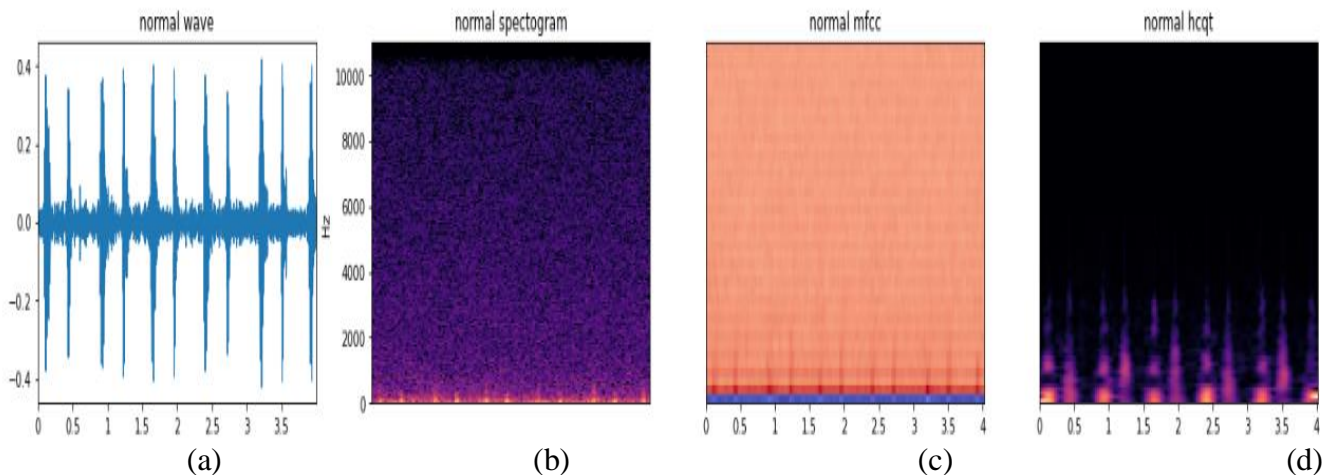 normal wave
0.4
0.2
0.0
−0.2
−0.4
0 0.5 1 1.5 2 2.5 3 3.5
(a)
normal spectogram
Hz
10000
8000
6000
4000
2000
0
(b)
normal mfcc
0 0.5 1 1.5 2 2.5 3 3.5 4
(c)
normal hcqt
0 0.5 1 1.5 2 2.5 3 3.5 4
(d)